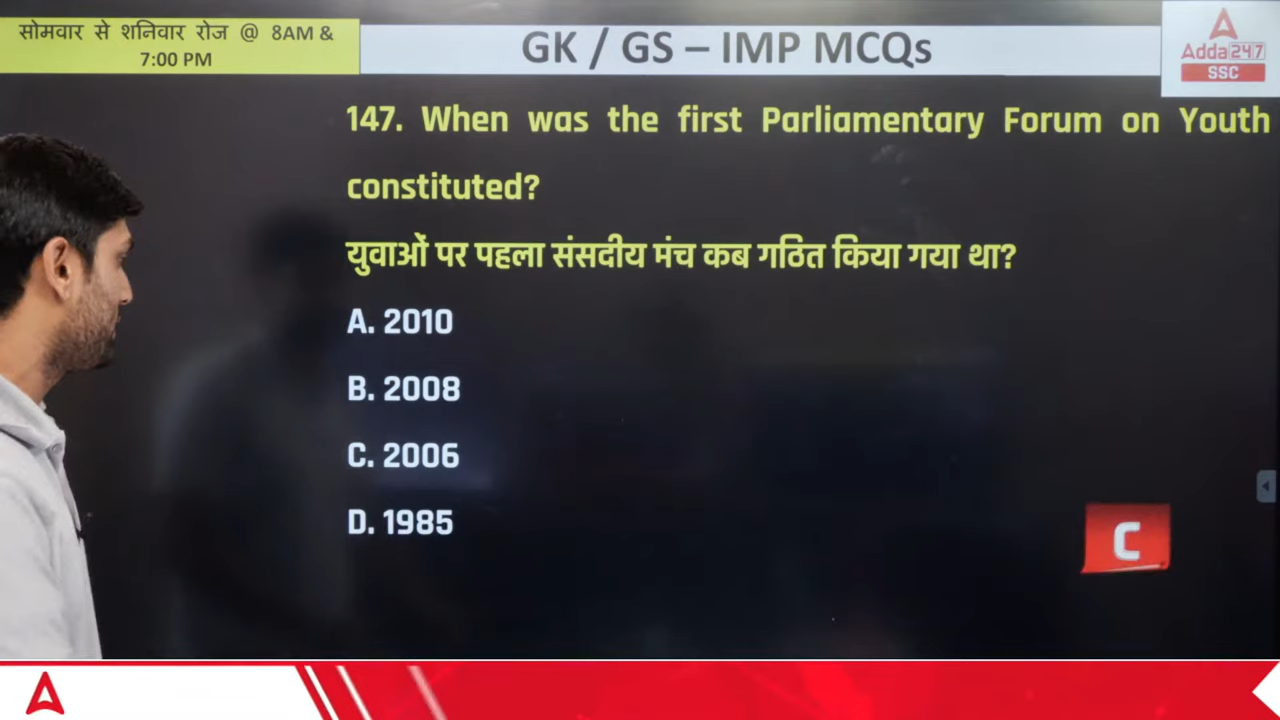 सोमवार से शनिवार रोज @ 8AM &
7:00 PM
GK / GS – IMP MCQs
Adda247
SSC
147. When was the first Parliamentary Forum on Youth
constituted?
युवाओं पर पहला संसदीय मंच कब गठित किया गया था?
A. 2010
B. 2008
C. 2006
D. 1985
C